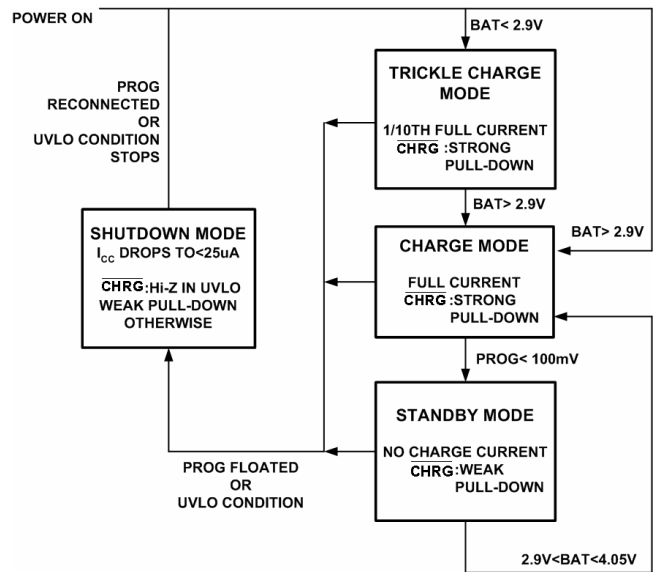 POWER ON
BAT< 2.9V
TRICKLE CHARGE
MODE
1/10TH FULL CURRENT
CHRG :STRONG
PULL-DOWN
PROG
RECONNECTED
OR
UVLO CONDITION
STOPS
BAT> 2.9V
BAT> 2.9V
SHUTDOWN MODE
ICC DROPS TO<25uA
CHRG:Hi-Z IN UVLO
WEAK PULL-DOWN
OTHERWISE
CHARGE MODE
FULL CURRENT
CHRG :STRONG
PULL-DOWN
PROG< 100mV
STANDBY MODE
NO CHARGE CURRENT
CHRG:WEAK
PULL-DOWN
PROG FLOATED
OR
UVLO CONDITION
2.9V<BAT<4.05V